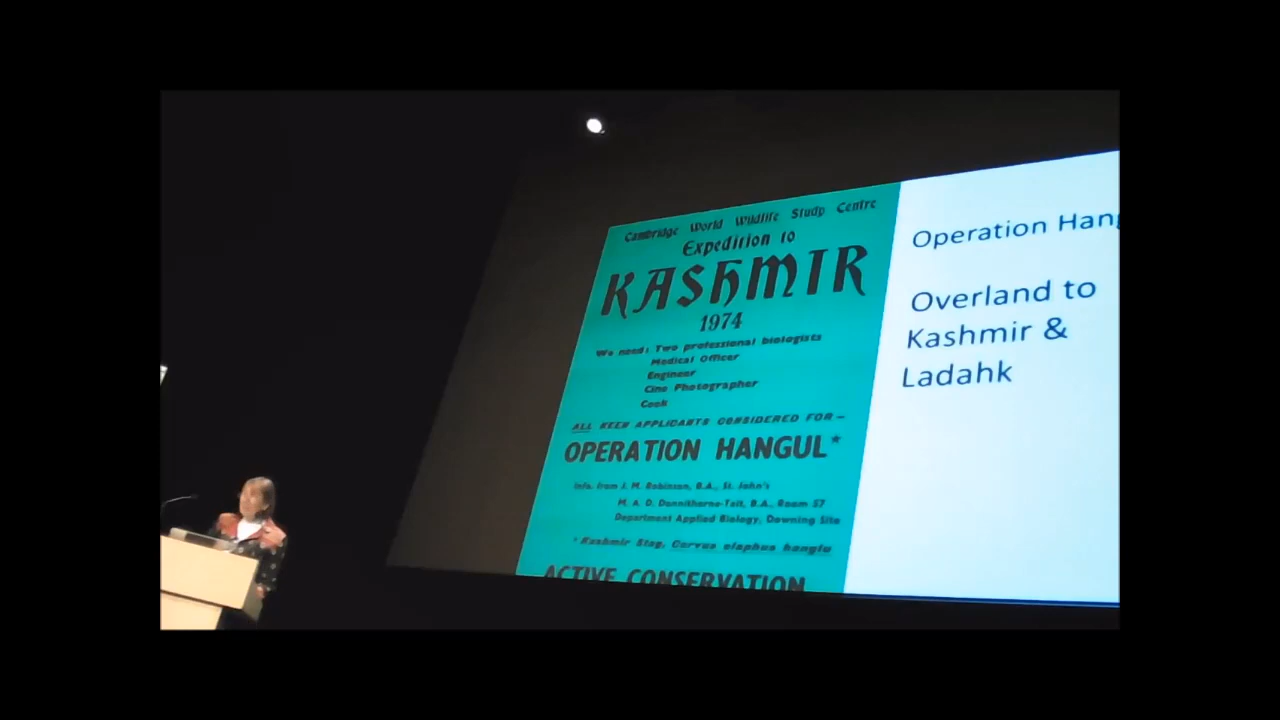 Cambridge World Wildlife Study Centre
Expedition to
KASHMIR
1974
We need: Two professional biologists
Medical Officer
Engineer
Cine Photographer
Cook
ALL KEEN APPLICANTS CONSIDERED FOR –
OPERATION HANGUL*
Info. from J. M. Robinson, B.A., St. John's
M. A. O. Donnithorne-Tait, B.A., Room 57
Department Applied Biology, Downing Site
* Kashmir Stag, Cervus elaphus hanglu
ACTIVE CONSERVATION
Operation Hang
Overland to
Kashmir &
Ladahk